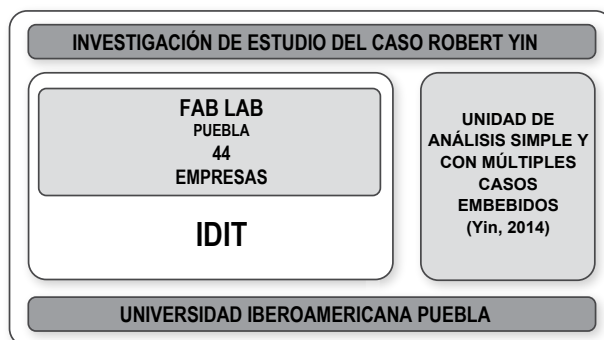 INVESTIGACIÓN DE ESTUDIO DEL CASO ROBERT YIN
FAB LAB
PUEBLA
44
EMPRESAS
IDIT
UNIDAD DE
ANÁLISIS SIMPLE Y
CON MÚLTIPLES
CASOS
EMBEBIDOS
(Yin, 2014)
UNIVERSIDAD IBEROAMERICANA PUEBLA